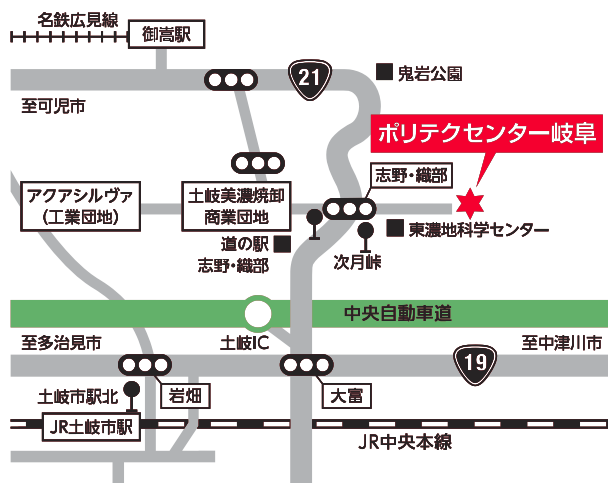 名鉄広見線
御嵩駅
21
鬼岩公園
至可児市
ポリテクセンター岐阜
志野・織部
アクアシルヴァ
（工業団地）
土岐美濃焼卸
商業団地
道の駅
志野・織部
次月峠
東濃地科学センター
中央自動車道
至多治見市
土岐IC
至中津川市
19
土岐市駅北
岩畑
大富
JR土岐市駅
JR中央本線